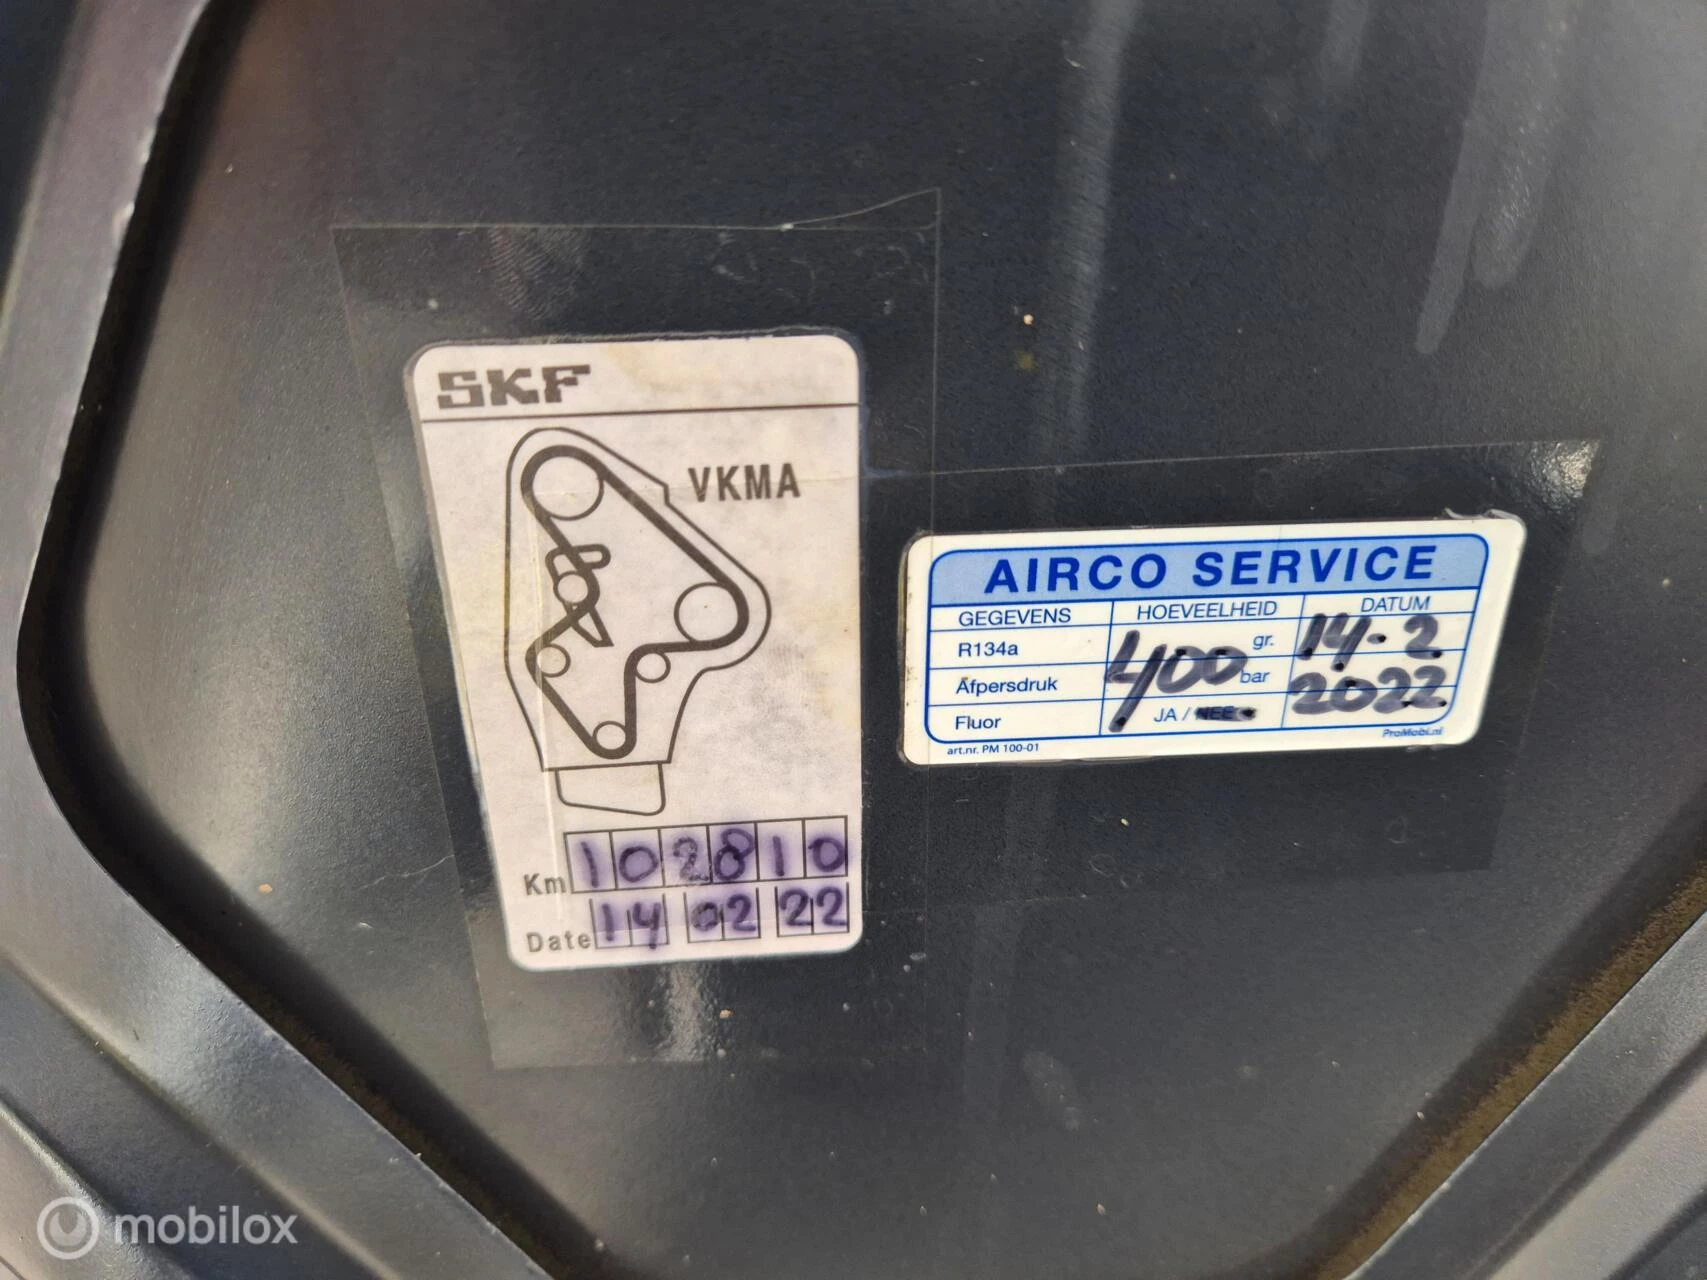 SKF
VKMA
Km 102810
Date 14 02 22
AIRCO SERVICE
GEGEVENS HOEVEELHEID DATUM
R134a 400 gr. 14-2
Afpersdruk bar 2022
Fluor JA / NEE
art.nr. PM 100-01 ProMobi.nl
mobilox